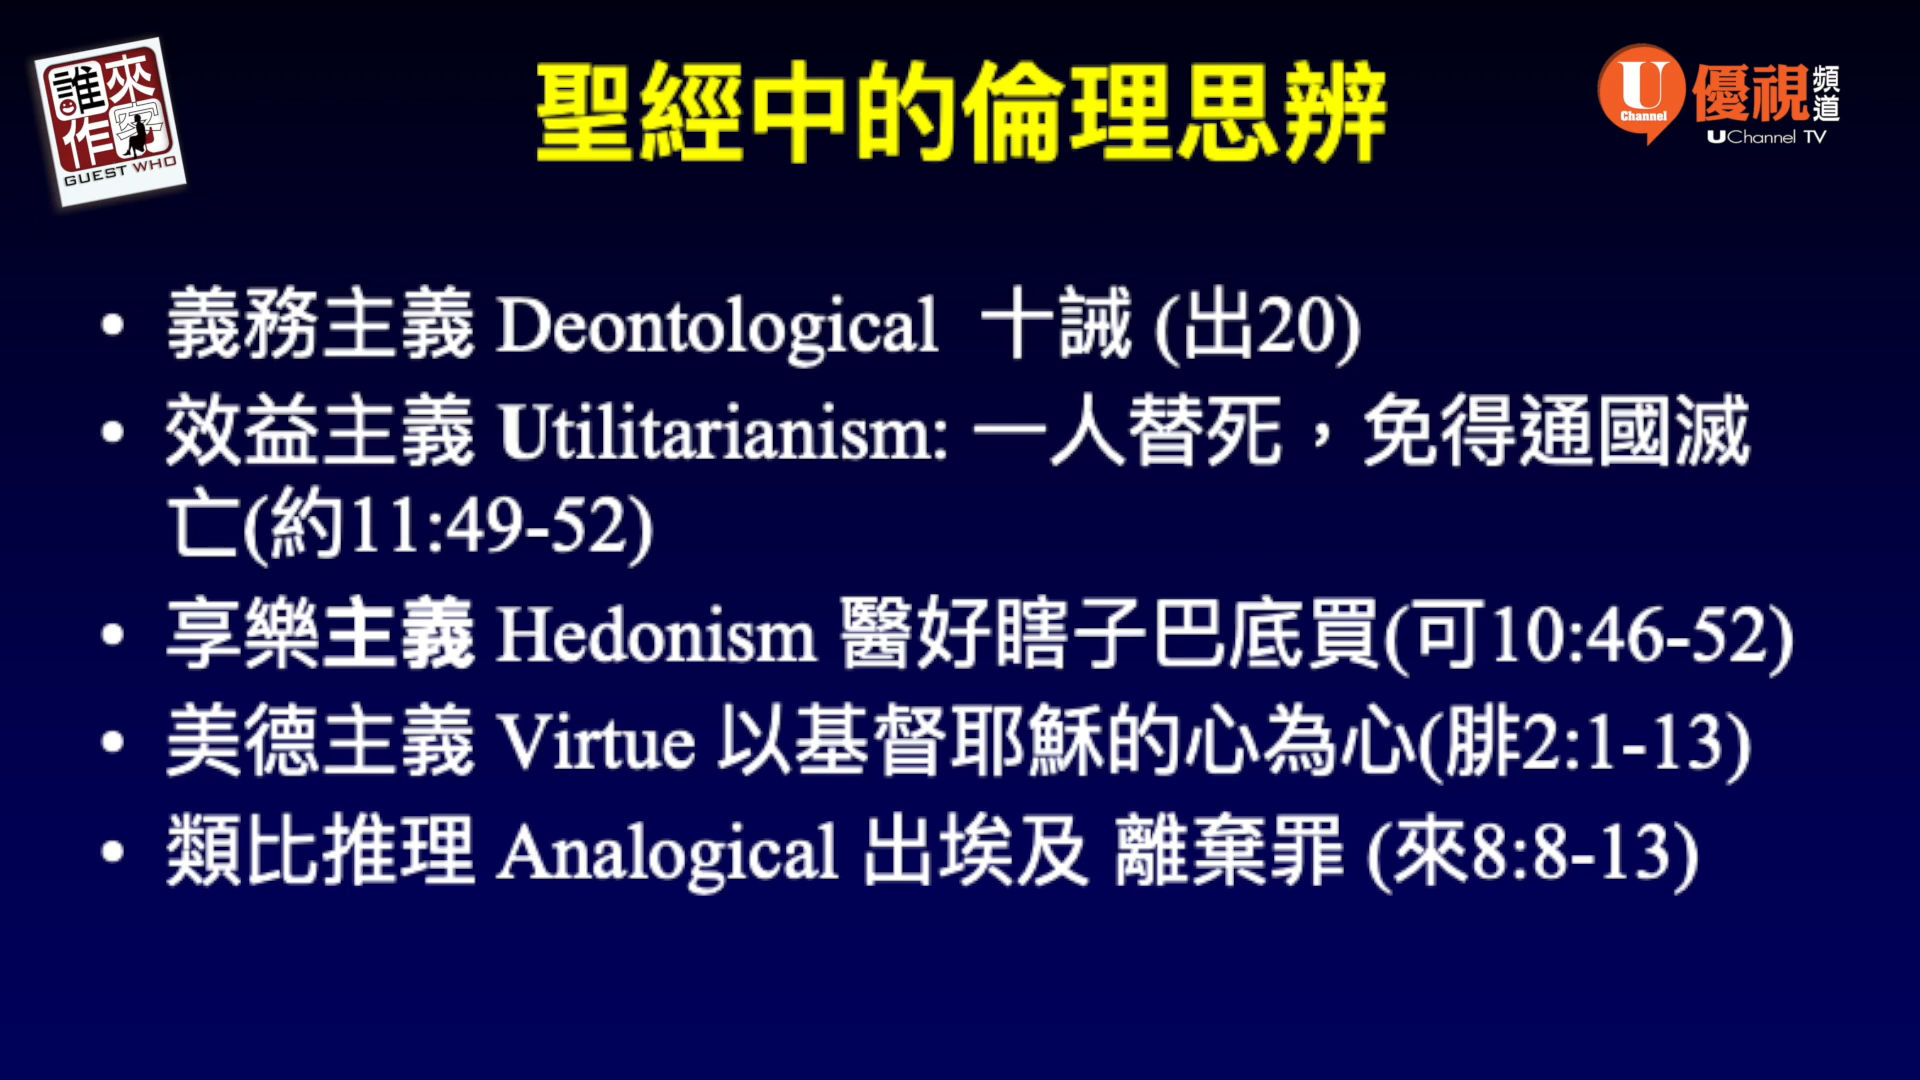 誰來作客
GUEST WHO
聖經中的倫理思辨
U
Channel
優視頻道
UChannel TV
• 義務主義 Deontological 十誡 (出20)
• 效益主義 Utilitarianism: 一人替死，免得通國滅
亡(約11:49-52)
• 享樂主義 Hedonism 醫好瞎子巴底買(可10:46-52)
• 美德主義 Virtue 以基督耶穌的心為心(腓2:1-13)
• 類比推理 Analogical 出埃及 離棄罪 (來8:8-13)